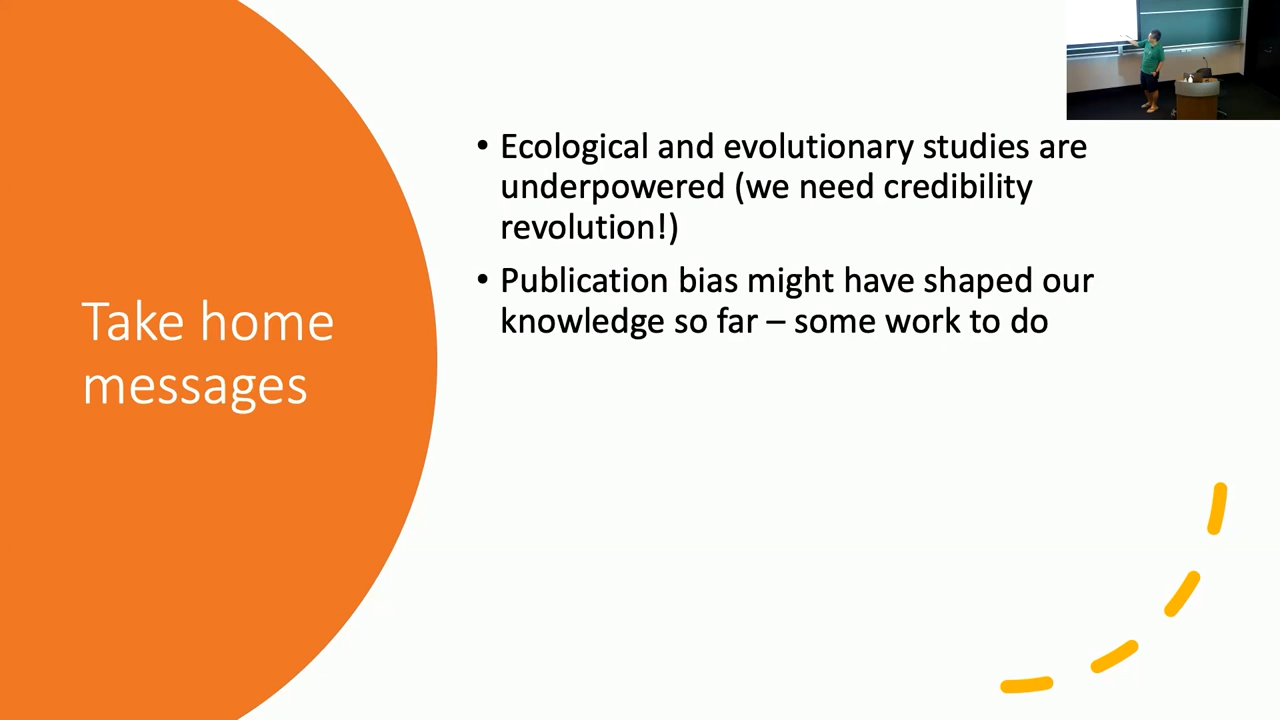 Take home
messages
• Ecological and evolutionary studies are
underpowered (we need credibility
revolution!)
• Publication bias might have shaped our
knowledge so far – some work to do